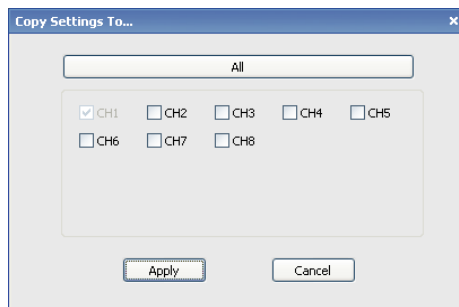 Copy Settings To...
All
CH1 CH2 CH3 CH4 CH5
CH6 CH7 CH8
Apply Cancel